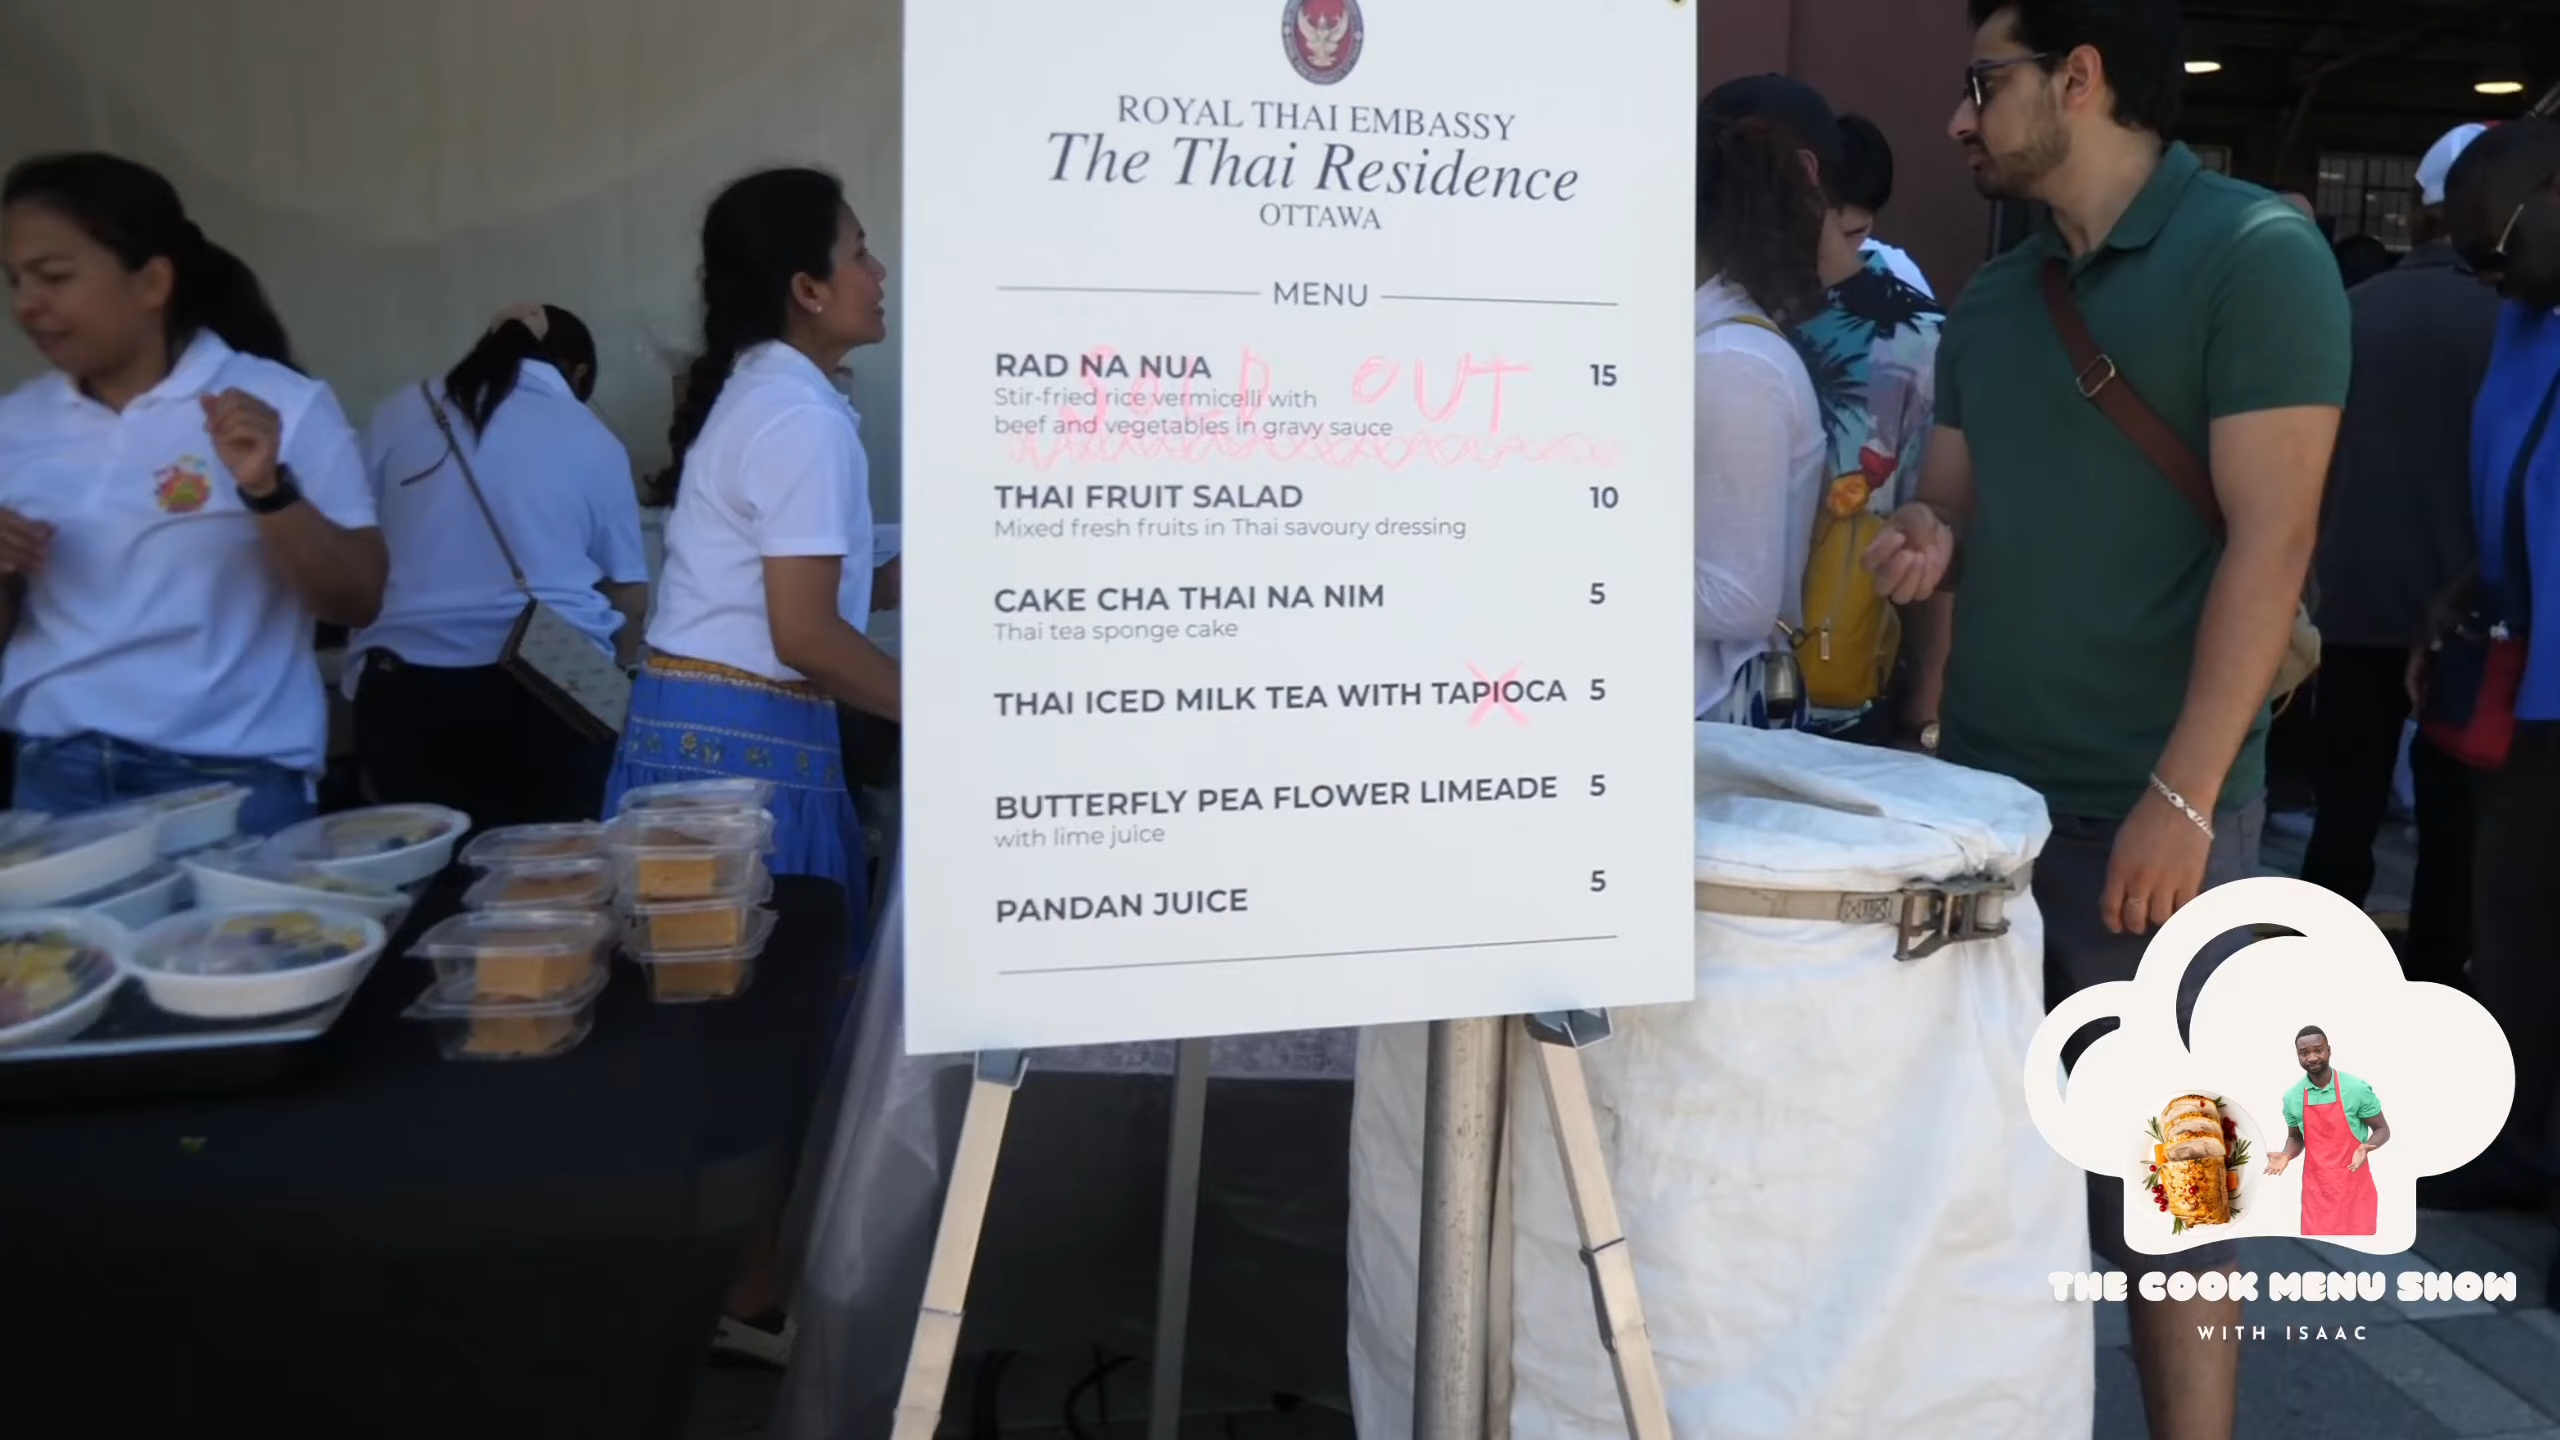 ROYAL THAI EMBASSY
The Thai Residence
OTTAWA
MENU
RAD NA NUA 15
SOLD OUT
Stir-fried rice vermicelli with
beef and vegetables in gravy sauce
THAI FRUIT SALAD 10
Mixed fresh fruits in Thai savoury dressing
CAKE CHA THAI NA NIM 5
Thai tea sponge cake
THAI ICED MILK TEA WITH TAPIOCA 5
BUTTERFLY PEA FLOWER LIMEADE 5
with lime juice
PANDAN JUICE 5
THE COOK MENU SHOW
WITH ISAAC